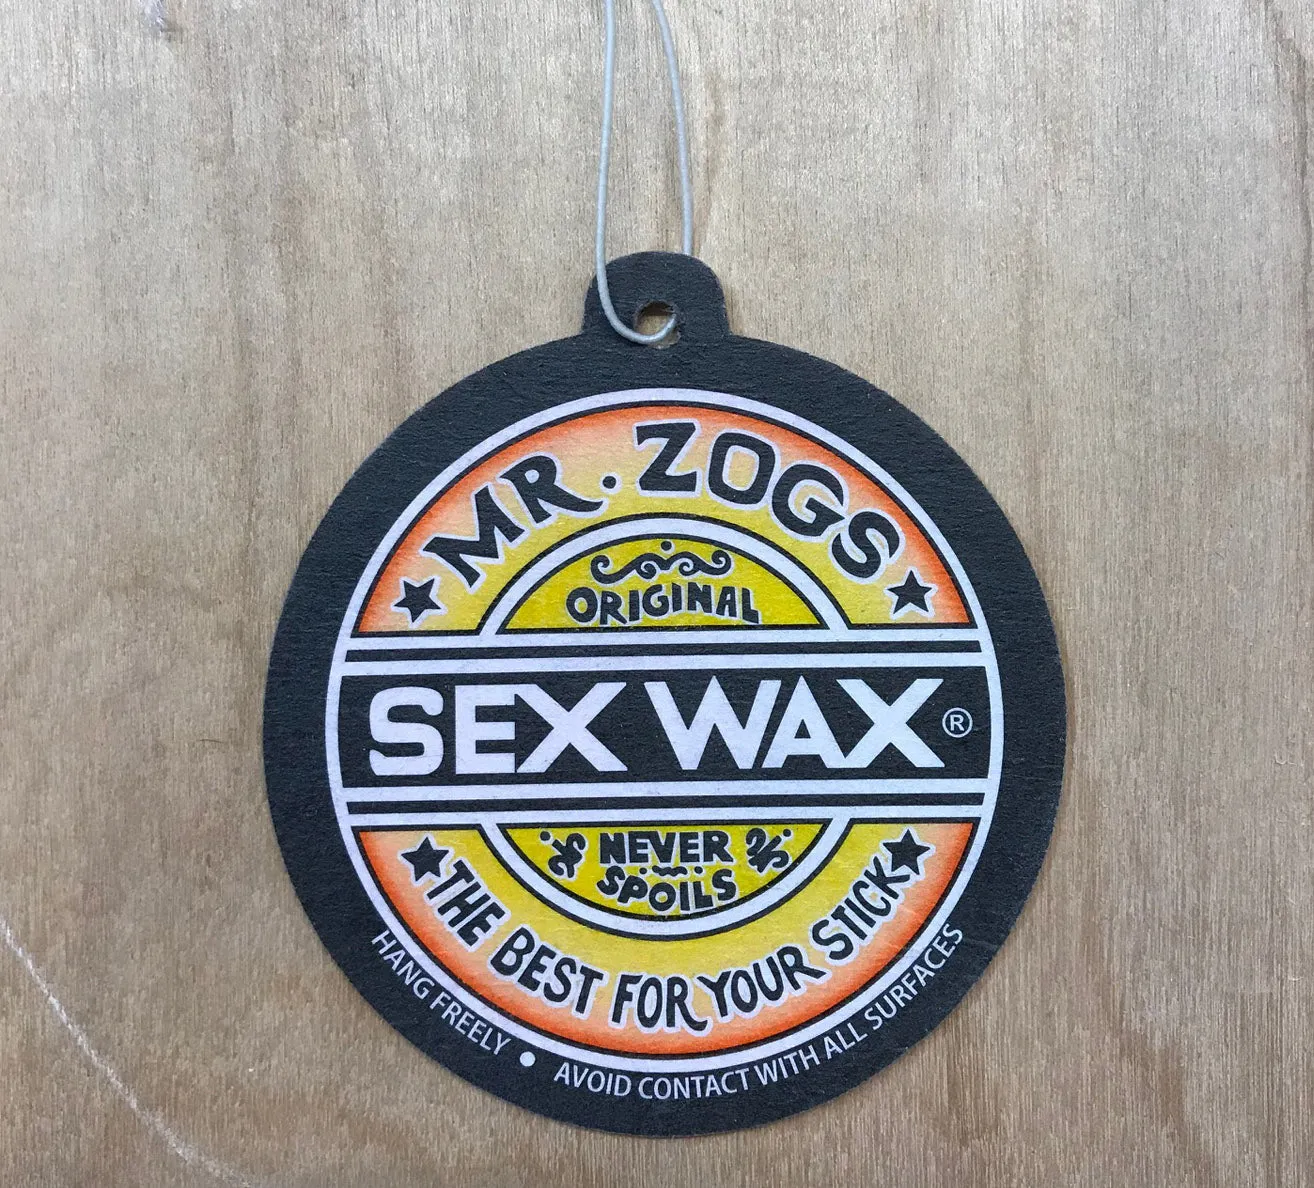 MR. ZOGS
ORIGINAL
SEX WAX®
NEVER
SPOILS
THE BEST FOR YOUR STICK
HANG FREELY • AVOID CONTACT WITH ALL SURFACES